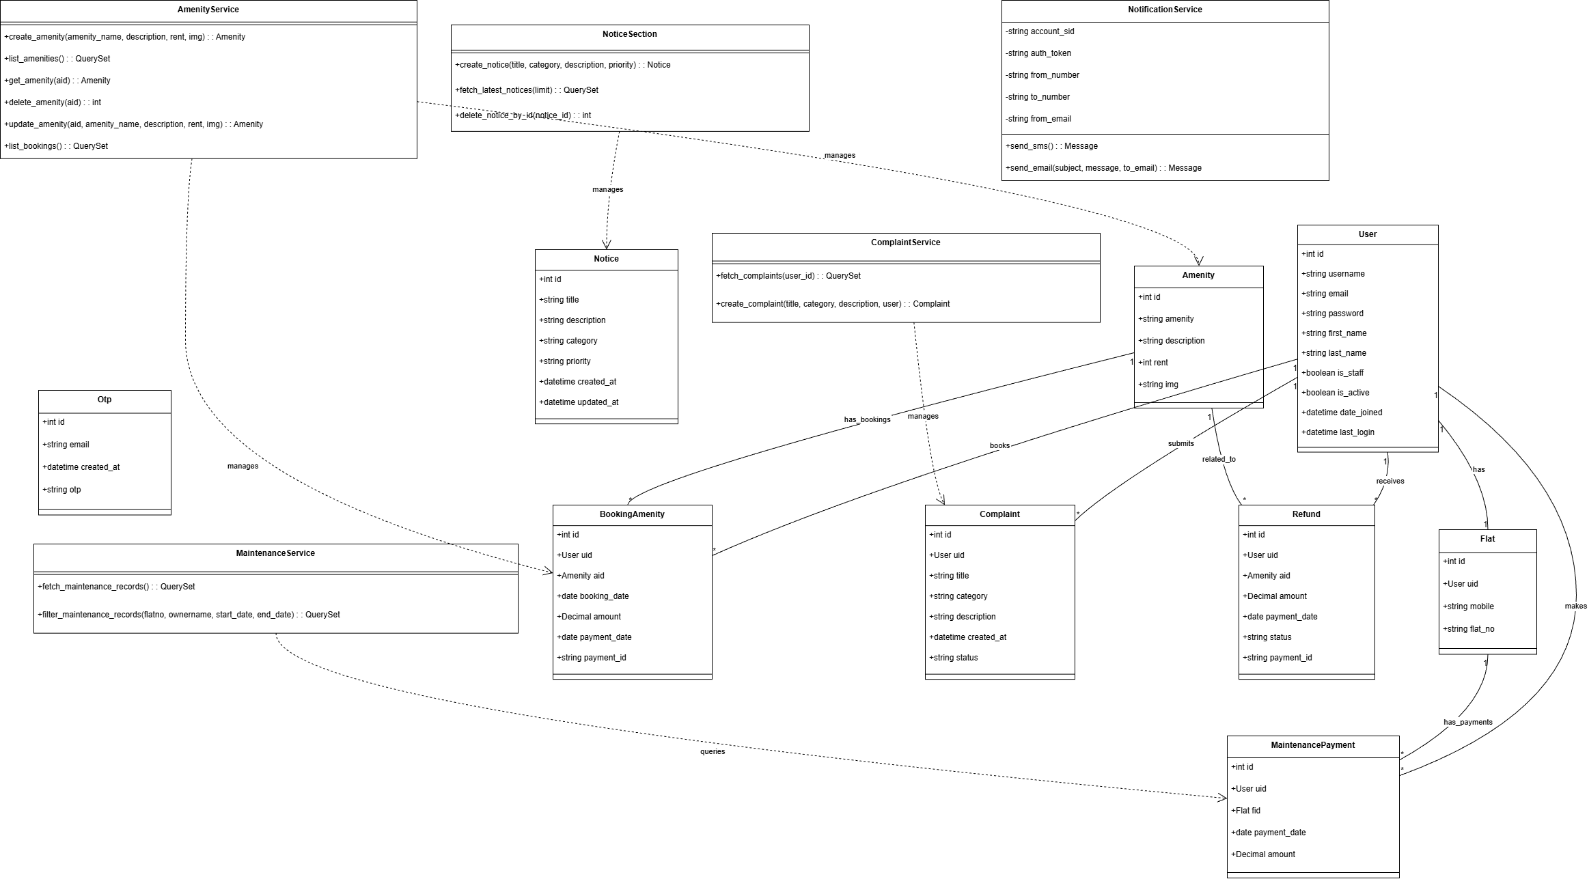 AmenityService
+create_amenity(amenity_name, description, rent, img) : : Amenity
+list_amenities() : : QuerySet
+get_amenity(aid) : : Amenity
+delete_amenity(aid) : : int
+update_amenity(aid, amenity_name, description, rent, img) : : Amenity
+list_bookings() : : QuerySet
NoticeSection
+create_notice(title, category, description, priority) : : Notice
+fetch_latest_notices(limit) : : QuerySet
+delete_notice_by_id(notice_id) : : int
NotificationService
-string account_sid
-string auth_token
-string from_number
-string to_number
-string from_email
+send_sms() : : Message
+send_email(subject, message, to_email) : : Message
manages
manages
Notice
+int id
+string title
+string description
+string category
+string priority
+datetime created_at
+datetime updated_at
ComplaintService
+fetch_complaints(user_id) : : QuerySet
+create_complaint(title, category, description, user) : : Complaint
Amenity
+int id
+string amenity
+string description
+int rent
+string img
User
+int id
+string username
+string email
+string password
+string first_name
+string last_name
+boolean is_staff
+boolean is_active
+datetime date_joined
+datetime last_login
1
1
1
1
1
1
1
has_bookings
manages
books
submits
related_to
receives
has
makes
Otp
+int id
+string email
+datetime created_at
+string otp
manages
*
*
*
*
*
1
MaintenanceService
+fetch_maintenance_records() : : QuerySet
+filter_maintenance_records(flatno, ownername, start_date, end_date) : : QuerySet
BookingAmenity
+int id
+User uid
+Amenity aid
+date booking_date
+Decimal amount
+date payment_date
+string payment_id
Complaint
+int id
+User uid
+string title
+string category
+string description
+datetime created_at
+string status
Refund
+int id
+User uid
+Amenity aid
+Decimal amount
+date payment_date
+string status
+string payment_id
Flat
+int id
+User uid
+string mobile
+string flat_no
1
has_payments
queries
*
*
MaintenancePayment
+int id
+User uid
+Flat fid
+date payment_date
+Decimal amount